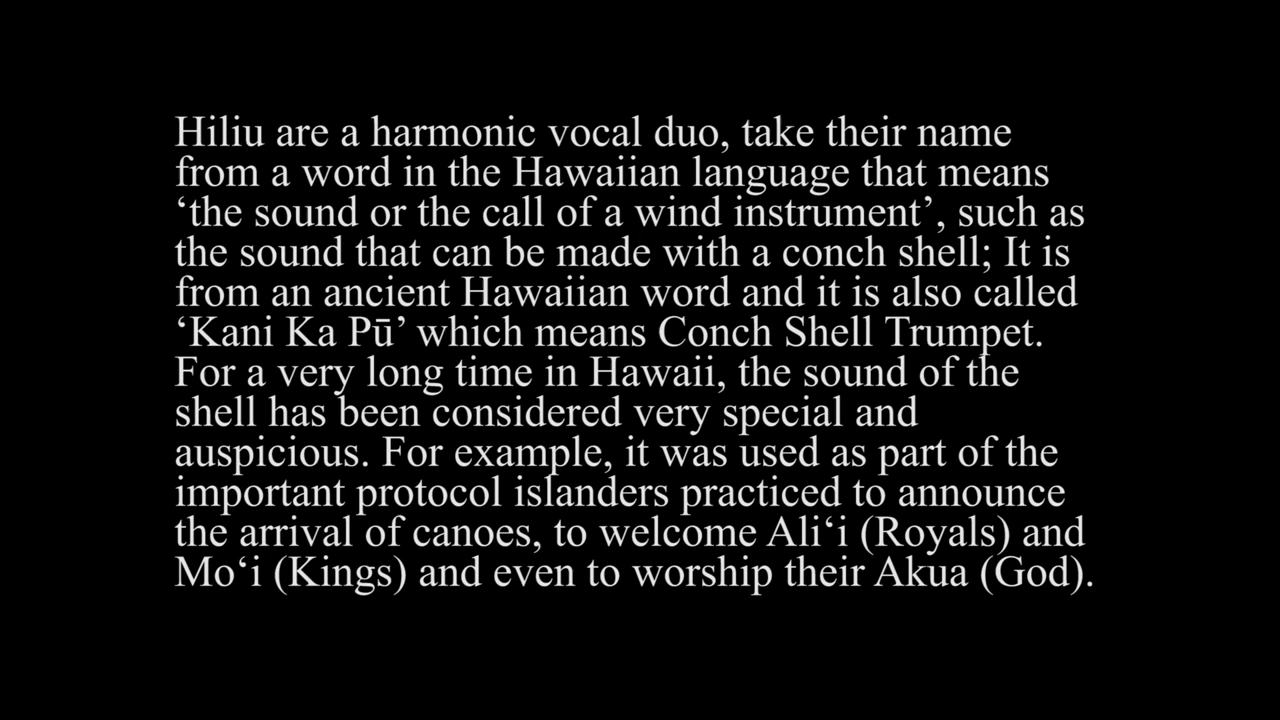 Hiliu are a harmonic vocal duo, take their name
from a word in the Hawaiian language that means
‘the sound or the call of a wind instrument’, such as
the sound that can be made with a conch shell; It is
from an ancient Hawaiian word and it is also called
‘Kani Ka Pū’ which means Conch Shell Trumpet.
For a very long time in Hawaii, the sound of the
shell has been considered very special and
auspicious. For example, it was used as part of the
important protocol islanders practiced to announce
the arrival of canoes, to welcome Ali‘i (Royals) and
Mo‘i (Kings) and even to worship their Akua (God).